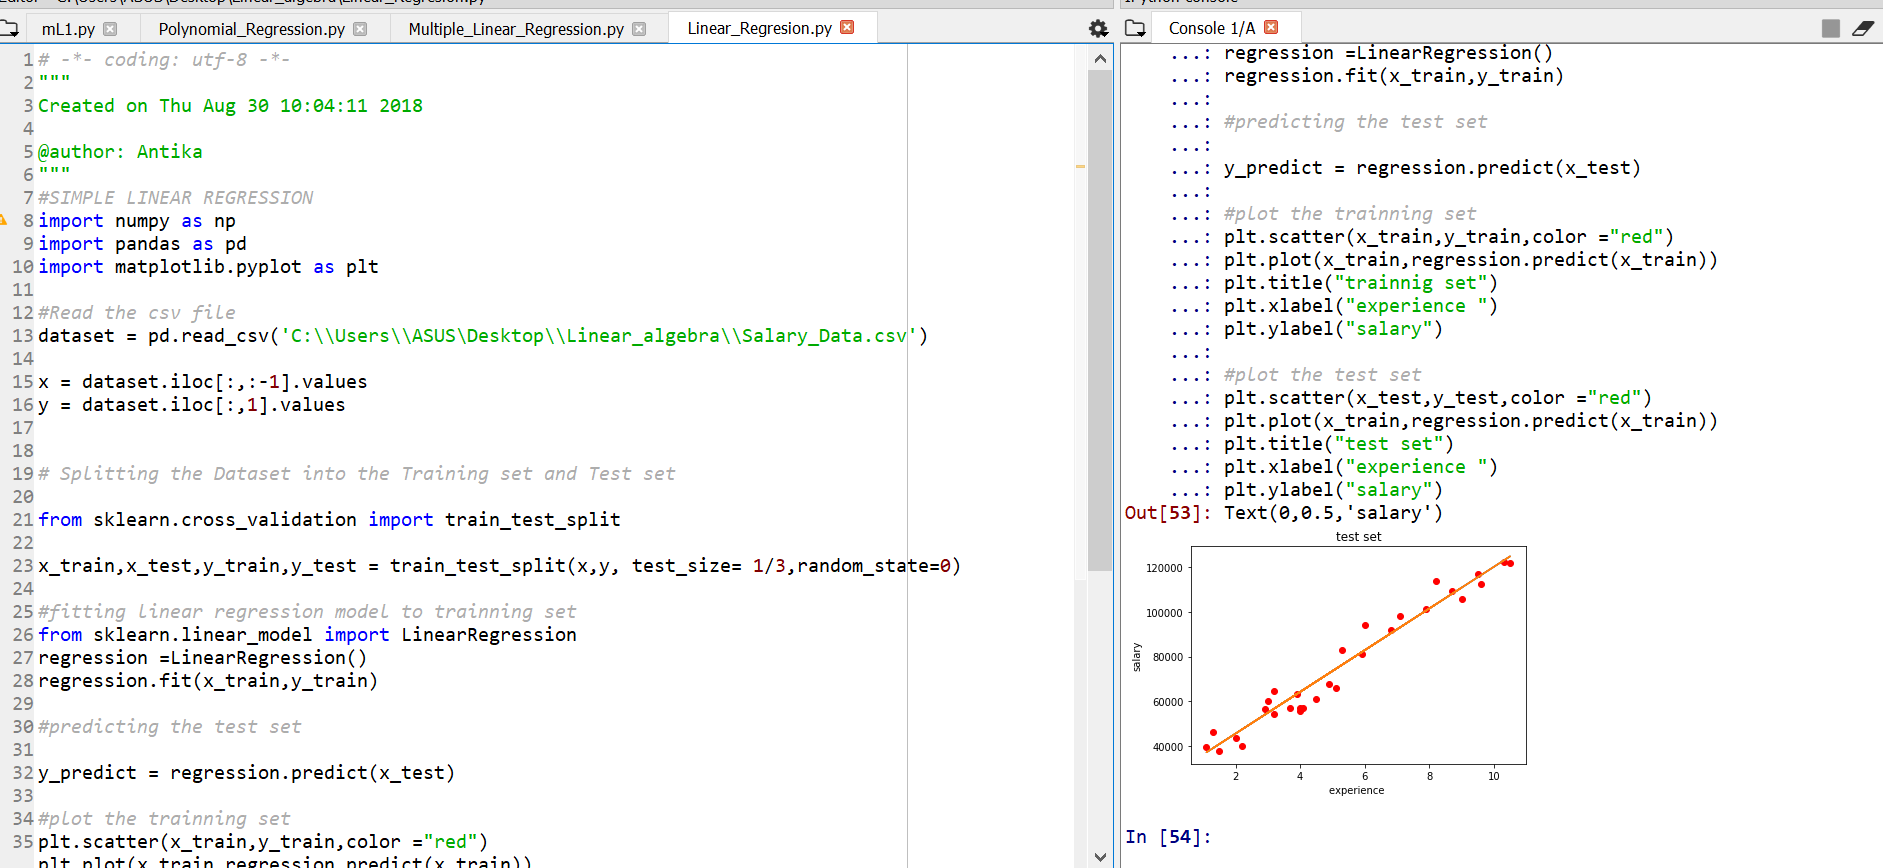 Editor - C:\Users\ASUS\Desktop\Linear_algebra\Linear_Regresion.py
mL1.py
Polynomial_Regression.py
Multiple_Linear_Regression.py
Linear_Regresion.py
1 # -*- coding: utf-8 -*-
2 """
3 Created on Thu Aug 30 10:04:11 2018
4
5 @author: Antika
6 """
7 #SIMPLE LINEAR REGRESSION
8 import numpy as np
9 import pandas as pd
10 import matplotlib.pyplot as plt
11
12 #Read the csv file
13 dataset = pd.read_csv('C:\\Users\\ASUS\Desktop\\Linear_algebra\\Salary_Data.csv')
14
15 x = dataset.iloc[:,:-1].values
16 y = dataset.iloc[:,1].values
17
18
19 # Splitting the Dataset into the Training set and Test set
20
21 from sklearn.cross_validation import train_test_split
22
23 x_train,x_test,y_train,y_test = train_test_split(x,y, test_size= 1/3,random_state=0)
24
25 #fitting linear regression model to trainning set
26 from sklearn.linear_model import LinearRegression
27 regression =LinearRegression()
28 regression.fit(x_train,y_train)
29
30 #predicting the test set
31
32 y_predict = regression.predict(x_test)
33
34 #plot the trainning set
35 plt.scatter(x_train,y_train,color ="red")
plt.plot(x_train,regression.predict(x_train))
IPython console
Console 1/A
...: regression =LinearRegression()
...: regression.fit(x_train,y_train)
...:
...: #predicting the test set
...:
...: y_predict = regression.predict(x_test)
...:
...: #plot the trainning set
...: plt.scatter(x_train,y_train,color ="red")
...: plt.plot(x_train,regression.predict(x_train))
...: plt.title("trainnig set")
...: plt.xlabel("experience ")
...: plt.ylabel("salary")
...:
...: #plot the test set
...: plt.scatter(x_test,y_test,color ="red")
...: plt.plot(x_train,regression.predict(x_train))
...: plt.title("test set")
...: plt.xlabel("experience ")
...: plt.ylabel("salary")
Out[53]: Text(0,0.5,'salary')
test set
120000
100000
80000
60000
40000
salary
2 4 6 8 10
experience
In [54]: